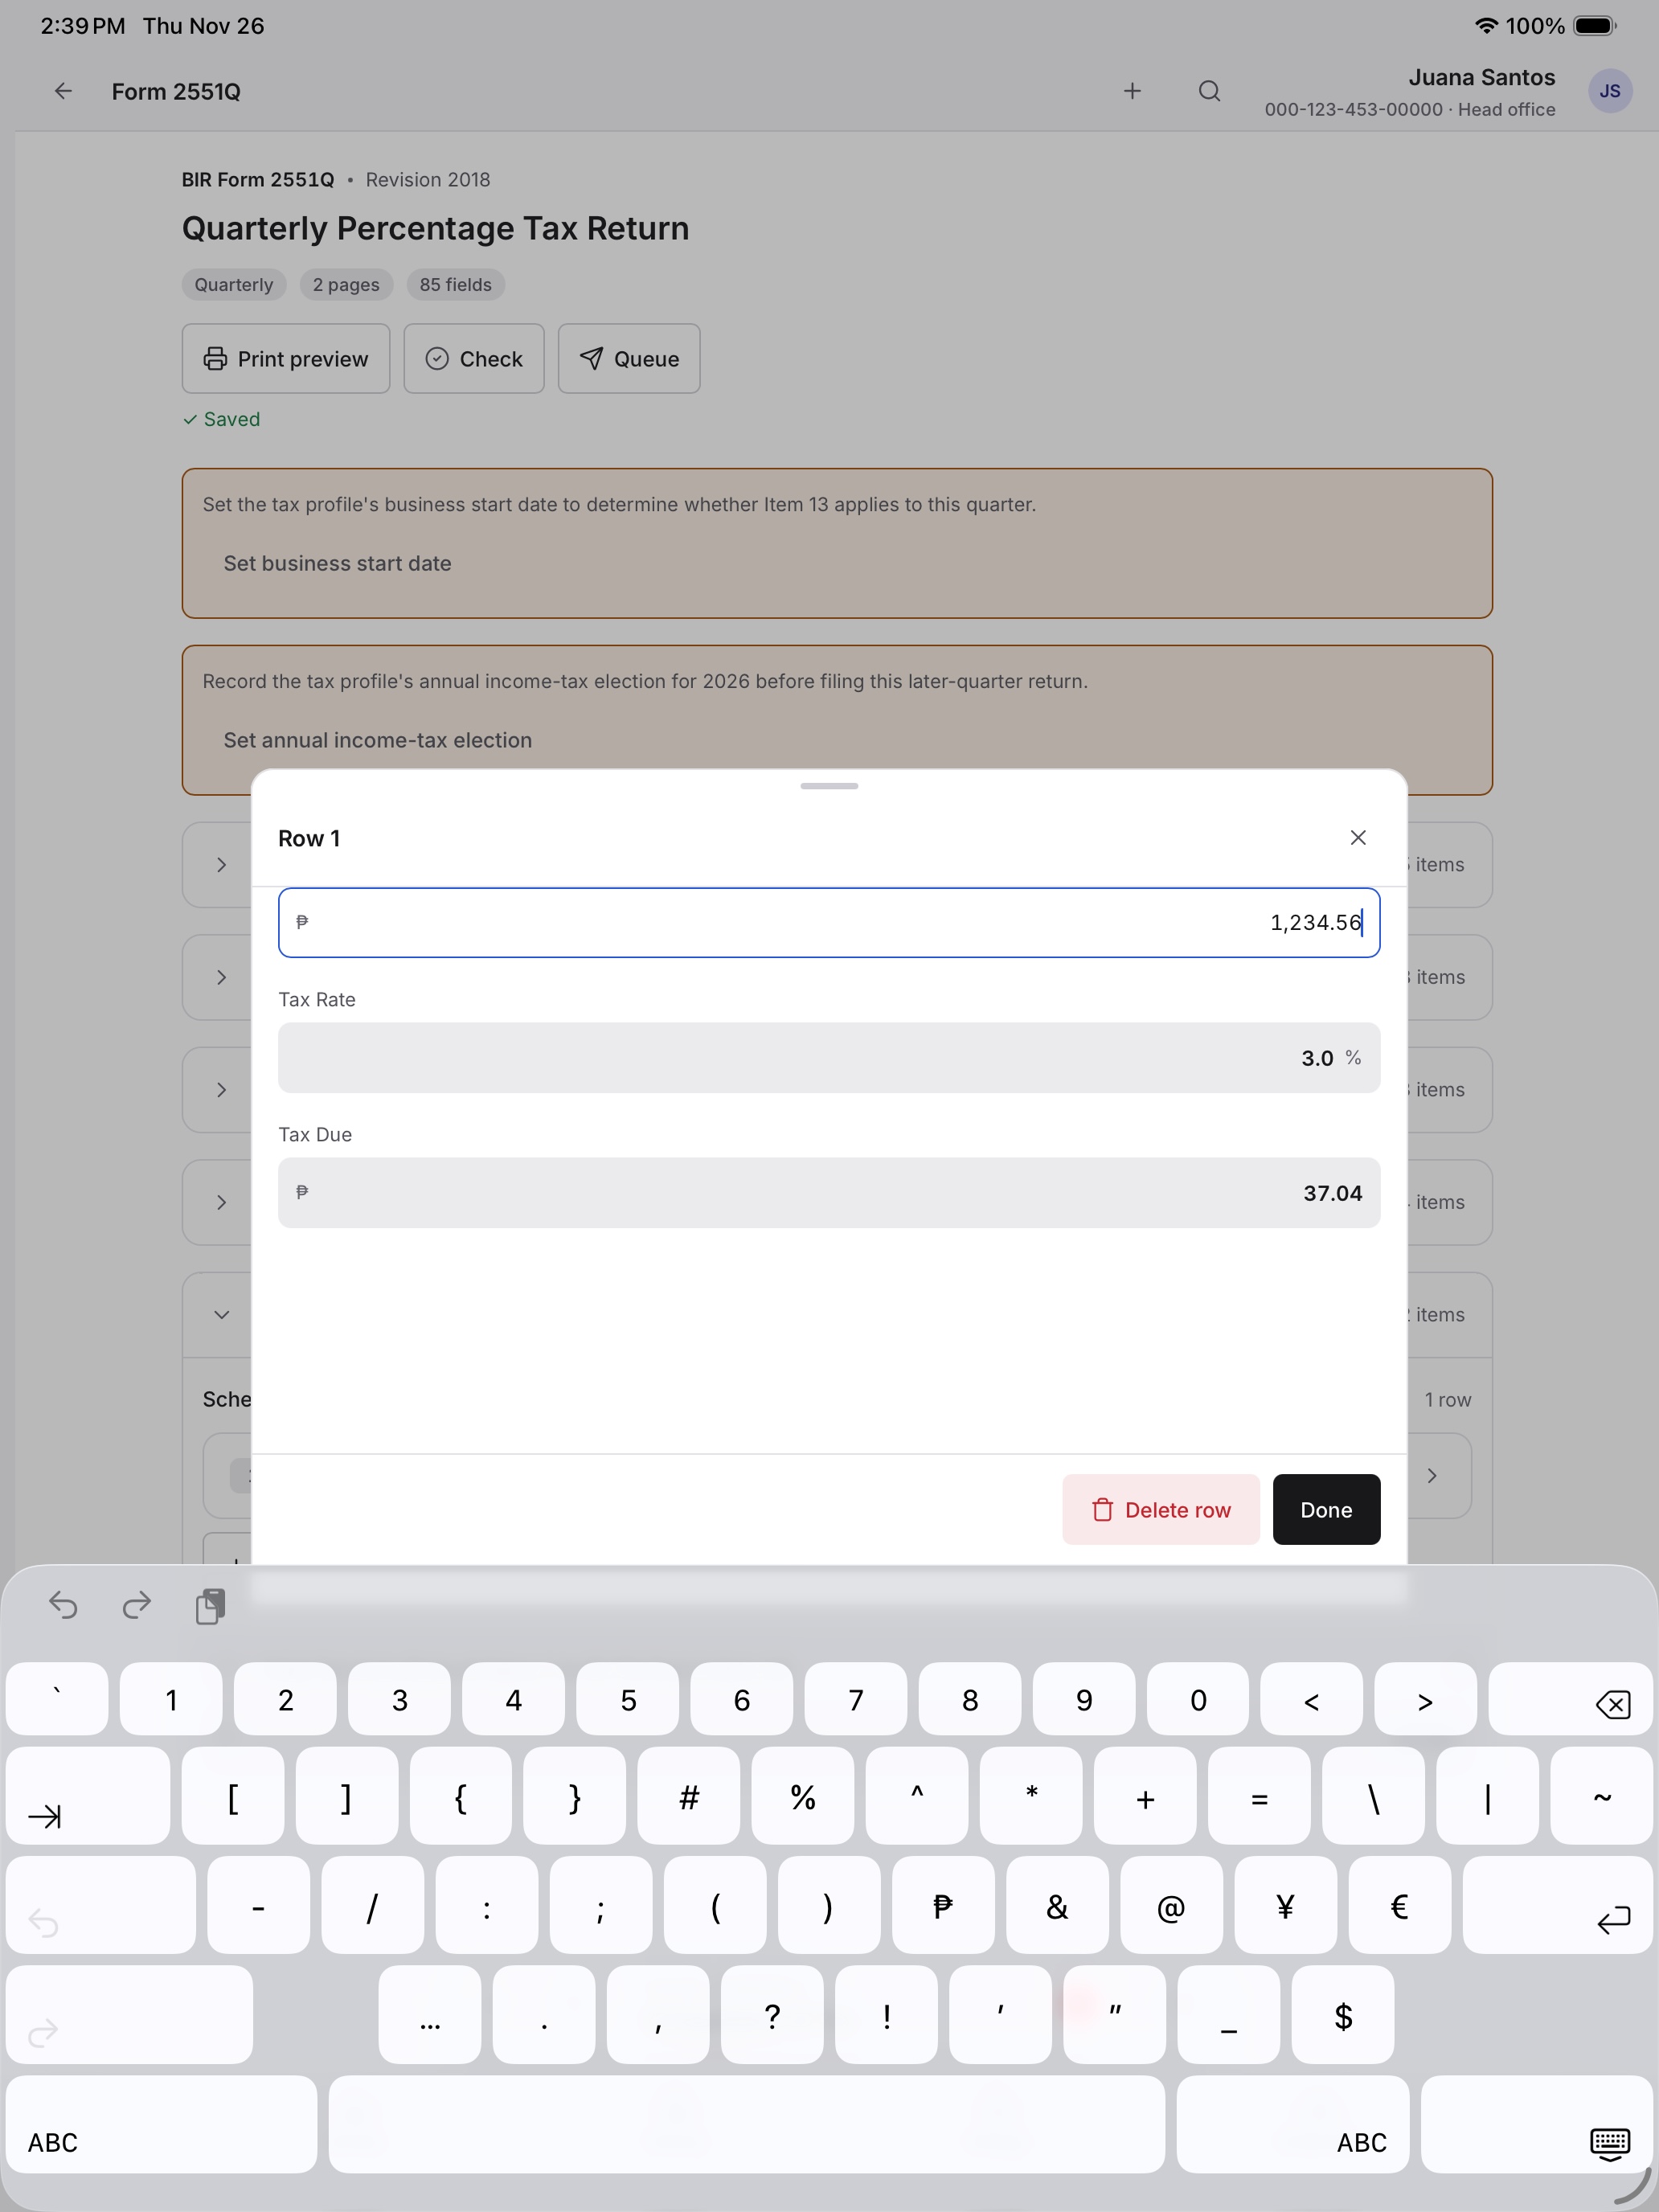 2:39 PM Thu Nov 26
100%
Form 2551Q
Juana Santos
000-123-453-00000 · Head office
JS
BIR Form 2551Q • Revision 2018
Quarterly Percentage Tax Return
Quarterly 2 pages 85 fields
Print preview Check Queue
Saved
Set the tax profile's business start date to determine whether Item 13 applies to this quarter.
Set business start date
Record the tax profile's annual income-tax election for 2026 before filing this later-quarter return.
Set annual income-tax election
Row 1
items
₱ 1,234.56
items
Tax Rate
3.0 %
items
Tax Due
₱ 37.04
items
items
1 row
Delete row Done
` 1 2 3 4 5 6 7 8 9 0 < >
[ ] { } # % ^ * + = \ | ~
- / : ; ( ) ₱ & @ ¥ €
… . , ? ! ' " _ $
ABC ABC